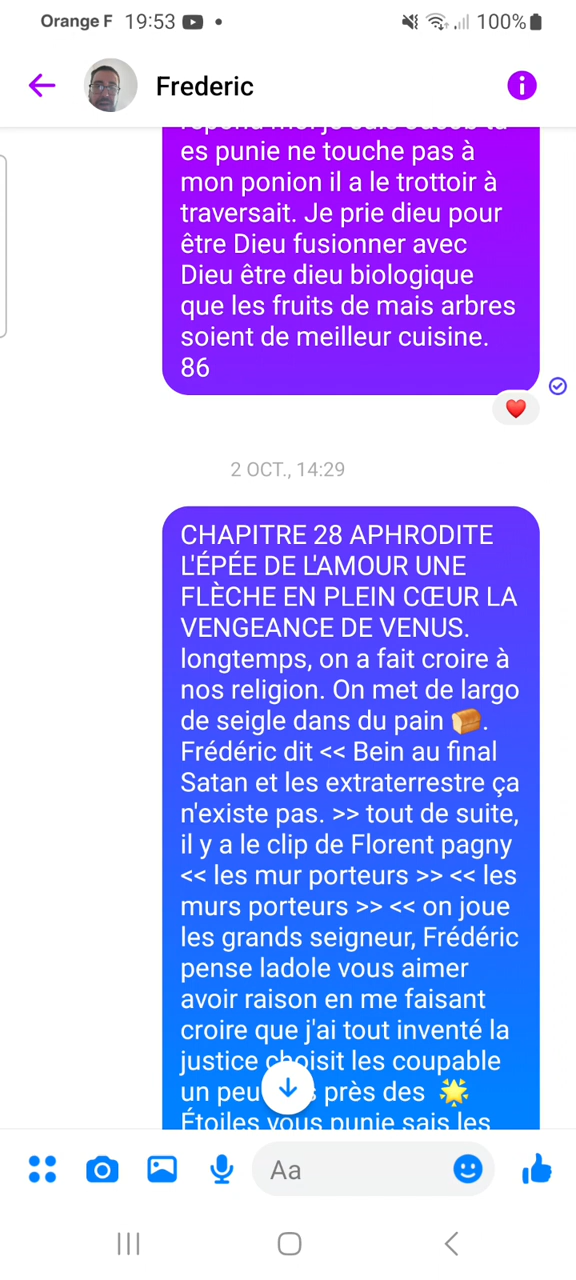 Orange F 19:53
100%
Frederic
es punie ne touche pas à
mon ponion il a le trottoir à
traversait. Je prie dieu pour
être Dieu fusionner avec
Dieu être dieu biologique
que les fruits de mais arbres
soient de meilleur cuisine.
86
2 OCT., 14:29
CHAPITRE 28 APHRODITE
L'ÉPÉE DE L'AMOUR UNE
FLÈCHE EN PLEIN CŒUR LA
VENGEANCE DE VENUS.
longtemps, on a fait croire à
nos religion. On met de largo
de seigle dans du pain 🍞.
Frédéric dit << Bein au final
Satan et les extraterrestre ça
n'existe pas. >> tout de suite,
il y a le clip de Florent pagny
<< les mur porteurs >> << les
murs porteurs >> << on joue
les grands seigneur, Frédéric
pense ladole vous aimer
avoir raison en me faisant
croire que j'ai tout inventé la
justice choisit les coupable
un peu près des 🌟
Étoiles vous punie sais les
Aa